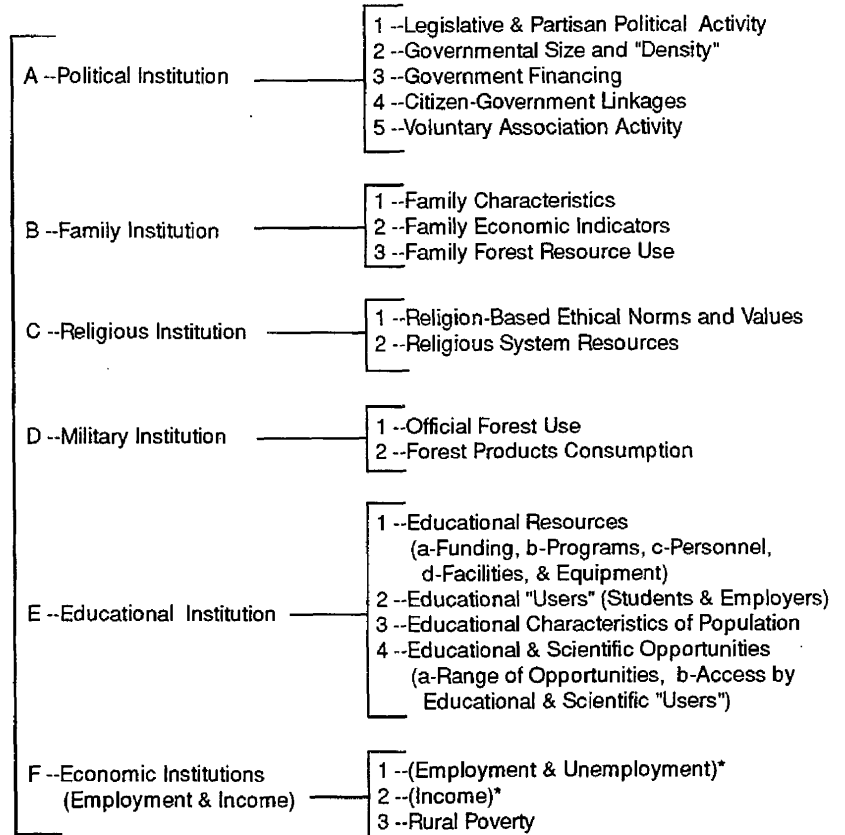 A --Political Institution
1 --Legislative & Partisan Political Activity
2 --Governmental Size and "Density"
3 --Government Financing
4 --Citizen-Government Linkages
5 --Voluntary Association Activity
B --Family Institution
1 --Family Characteristics
2 --Family Economic Indicators
3 --Family Forest Resource Use
C --Religious Institution
1 --Religion-Based Ethical Norms and Values
2 --Religious System Resources
D --Military Institution
1 --Official Forest Use
2 --Forest Products Consumption
E --Educational Institution
1 --Educational Resources
(a-Funding, b-Programs, c-Personnel,
d-Facilities, & Equipment)
2 --Educational "Users" (Students & Employers)
3 --Educational Characteristics of Population
4 --Educational & Scientific Opportunities
(a-Range of Opportunities, b-Access by
Educational & Scientific "Users")
F --Economic Institutions
(Employment & Income)
1 --(Employment & Unemployment)*
2 --(Income)*
3 --Rural Poverty